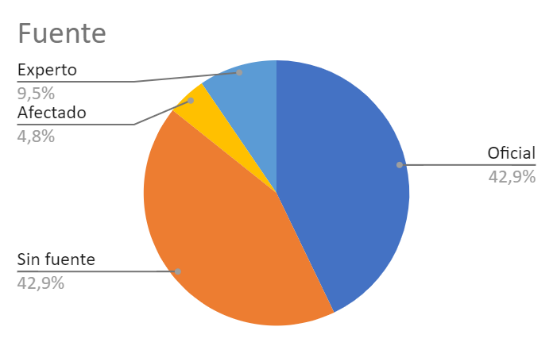 Fuente
Experto
9,5%
Afectado
4,8%
Oficial
42,9%
Sin fuente
42,9%